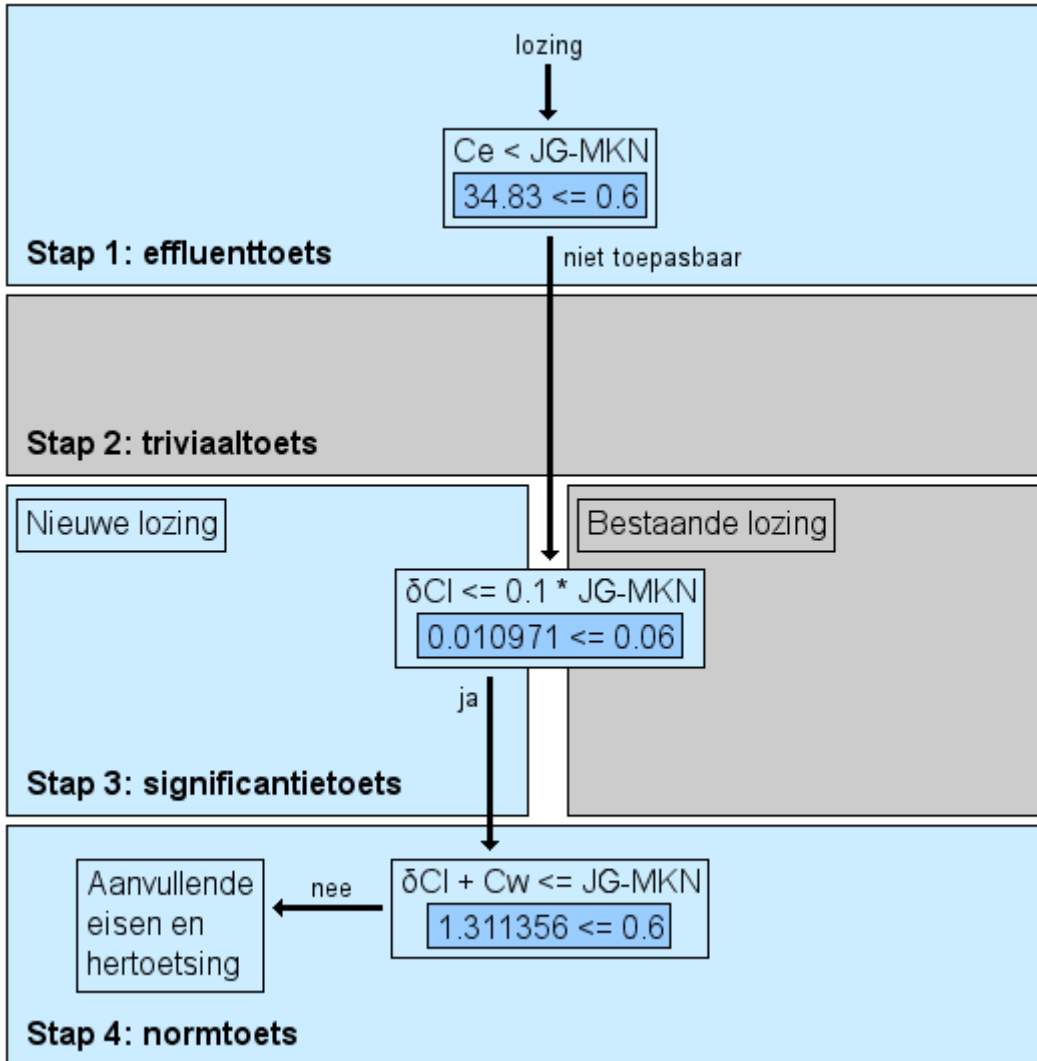 lozing
Ce < JG-MKN
34.83 <= 0.6
niet toepasbaar
Stap 1: effluenttoets
Stap 2: triviaaltoets
Nieuwe lozing
Bestaande lozing
δCl <= 0.1 * JG-MKN
0.010971 <= 0.06
ja
Stap 3: significantietoets
δCl + Cw <= JG-MKN
1.311356 <= 0.6
nee
Aanvullende
eisen en
hertoetsing
Stap 4: normtoets